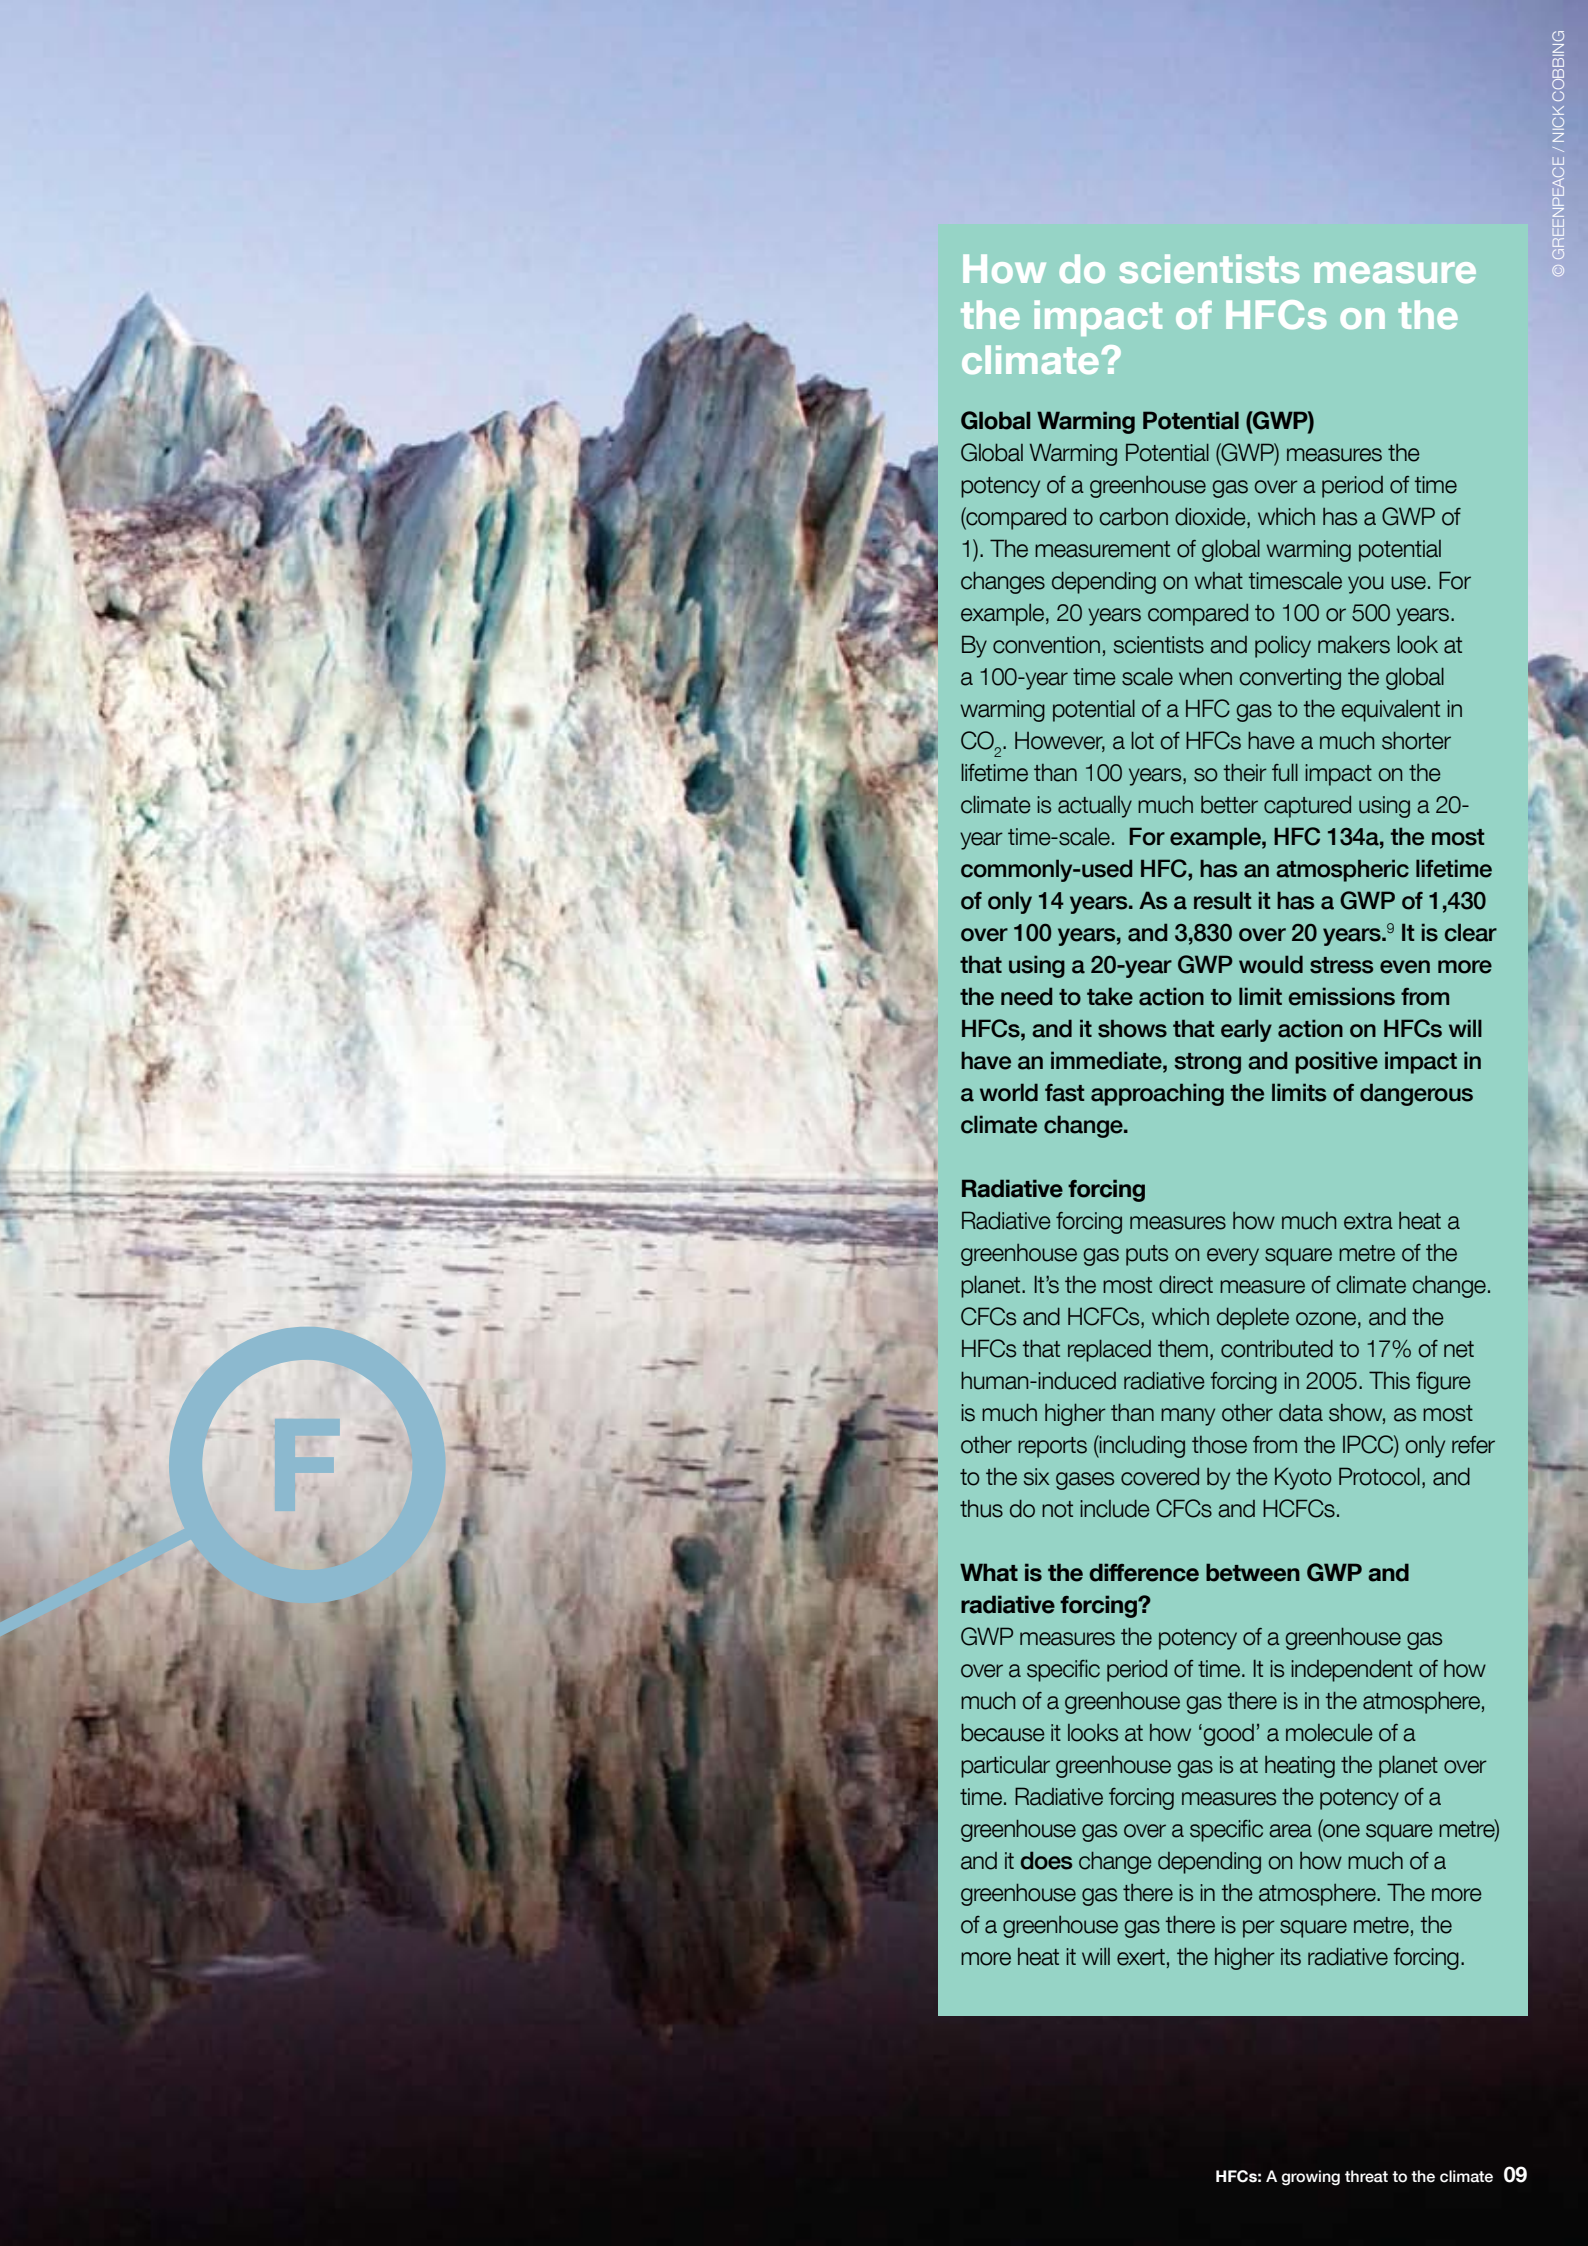 © GREENPEACE / NICK COBBING
How do scientists measure
the impact of HFCs on the
climate?
Global Warming Potential (GWP)
Global Warming Potential (GWP) measures the
potency of a greenhouse gas over a period of time
(compared to carbon dioxide, which has a GWP of
1). The measurement of global warming potential
changes depending on what timescale you use. For
example, 20 years compared to 100 or 500 years.
By convention, scientists and policy makers look at
a 100-year time scale when converting the global
warming potential of a HFC gas to the equivalent in
CO₂. However, a lot of HFCs have a much shorter
lifetime than 100 years, so their full impact on the
climate is actually much better captured using a 20-
year time-scale. For example, HFC 134a, the most
commonly-used HFC, has an atmospheric lifetime
of only 14 years. As a result it has a GWP of 1,430
over 100 years, and 3,830 over 20 years.⁹ It is clear
that using a 20-year GWP would stress even more
the need to take action to limit emissions from
HFCs, and it shows that early action on HFCs will
have an immediate, strong and positive impact in
a world fast approaching the limits of dangerous
climate change.
Radiative forcing
Radiative forcing measures how much extra heat a
greenhouse gas puts on every square metre of the
planet. It's the most direct measure of climate change.
CFCs and HCFCs, which deplete ozone, and the
HFCs that replaced them, contributed to 17% of net
human-induced radiative forcing in 2005. This figure
is much higher than many other data show, as most
other reports (including those from the IPCC) only refer
to the six gases covered by the Kyoto Protocol, and
thus do not include CFCs and HCFCs.
What is the difference between GWP and
radiative forcing?
GWP measures the potency of a greenhouse gas
over a specific period of time. It is independent of how
much of a greenhouse gas there is in the atmosphere,
because it looks at how 'good' a molecule of a
particular greenhouse gas is at heating the planet over
time. Radiative forcing measures the potency of a
greenhouse gas over a specific area (one square metre)
and it does change depending on how much of a
greenhouse gas there is in the atmosphere. The more
of a greenhouse gas there is per square metre, the
more heat it will exert, the higher its radiative forcing.
F
HFCs: A growing threat to the climate 09